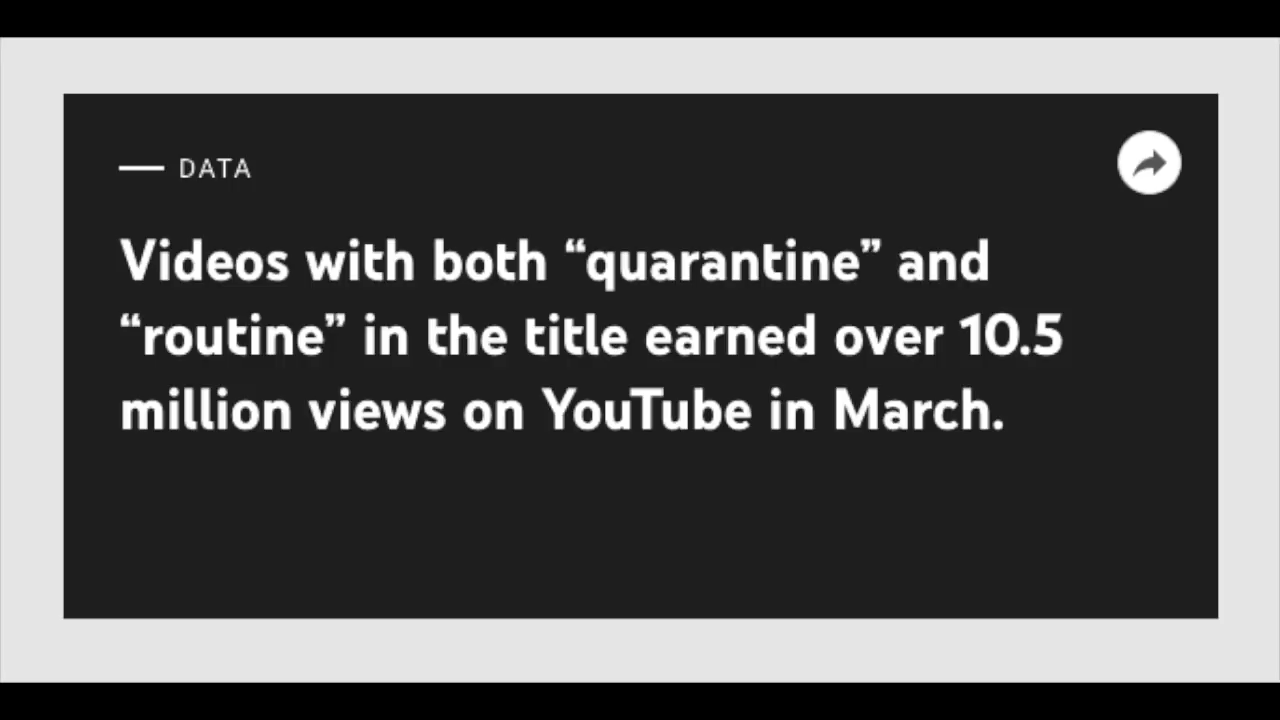 DATA
Videos with both “quarantine” and
“routine” in the title earned over 10.5
million views on YouTube in March.